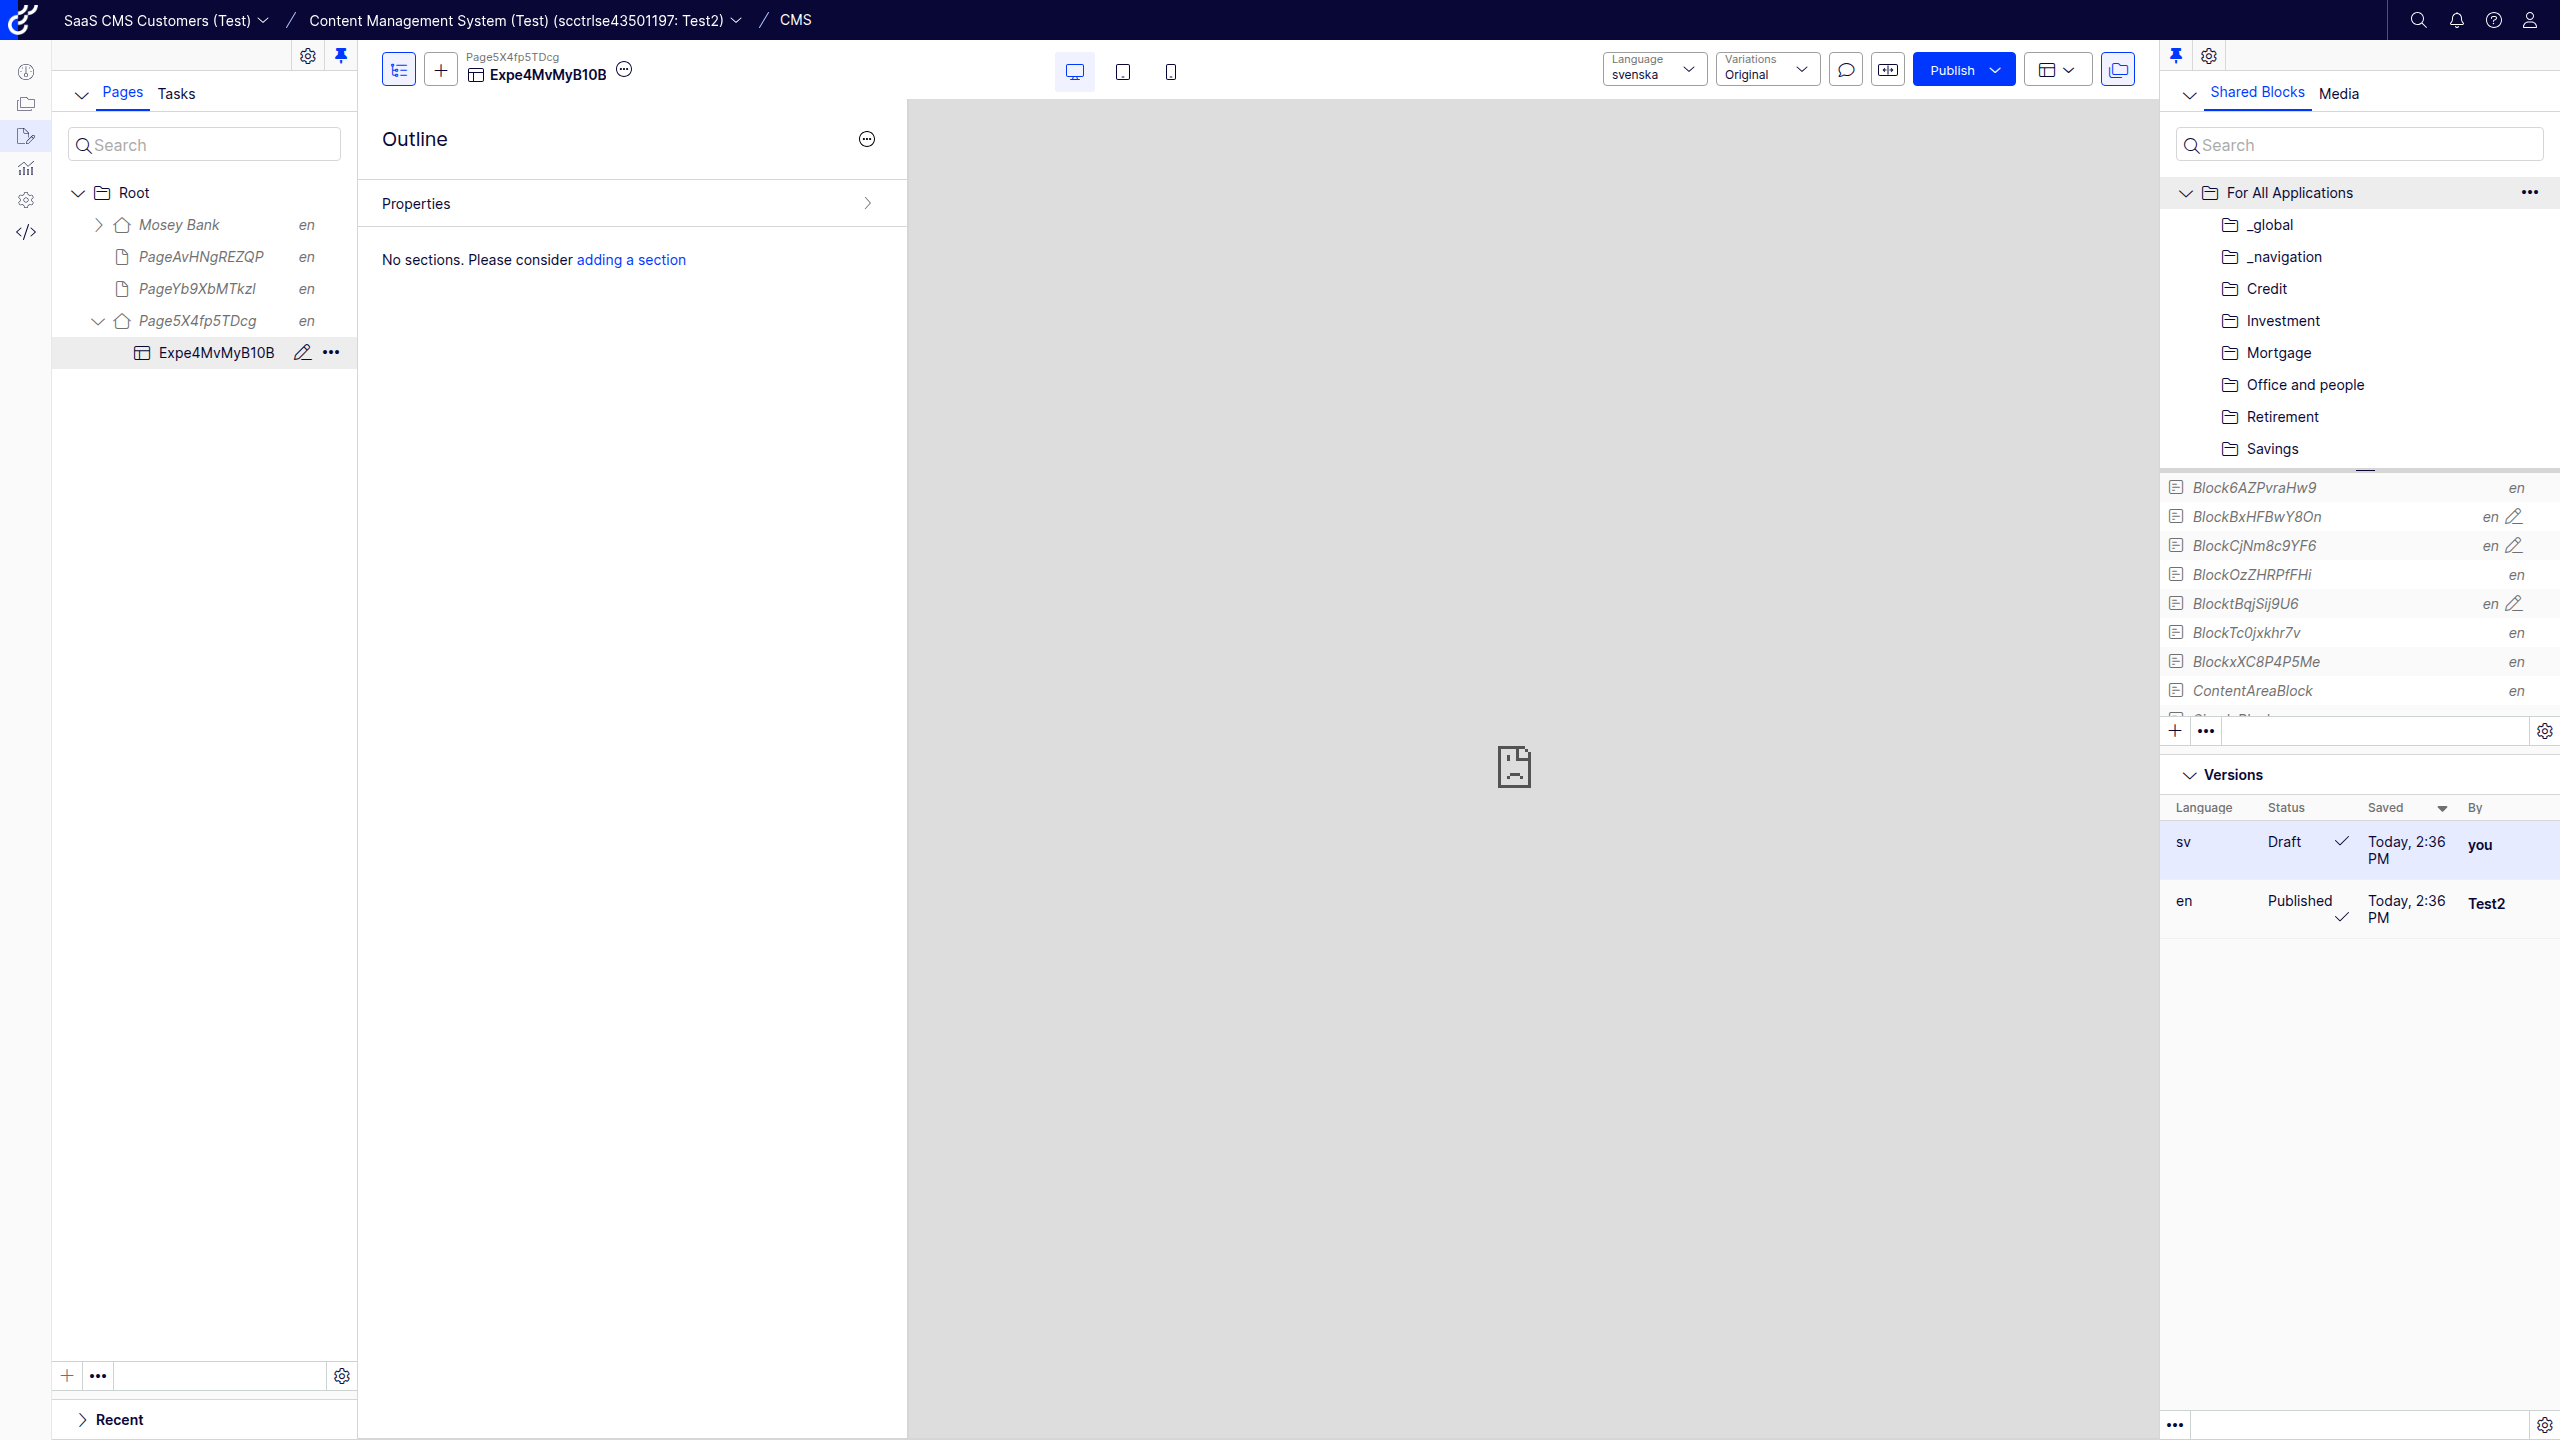 SaaS CMS Customers (Test) / Content Management System (Test) (scctrlse43501197: Test2) / CMS
Pages Tasks
Search
Root
Mosey Bank en
PageAvHNgREZQP en
PageYb9XbMTkzl en
Page5X4fp5TDcg en
Expe4MvMyB10B
Recent
Page5X4fp5TDcg
Expe4MvMyB10B
Language
svenska
Variations
Original
Publish
Outline
Properties
No sections. Please consider adding a section
Shared Blocks Media
Search
For All Applications
_global
_navigation
Credit
Investment
Mortgage
Office and people
Retirement
Savings
Block6AZPvraHw9 en
BlockBxHFBwY8On en
BlockCjNm8c9YF6 en
BlockOzZHRPfFHi en
BlocktBqjSij9U6 en
BlockTc0jxkhr7v en
BlockxXC8P4P5Me en
ContentAreaBlock en
Versions
Language Status Saved By
sv Draft Today, 2:36 PM you
en Published Today, 2:36 PM Test2